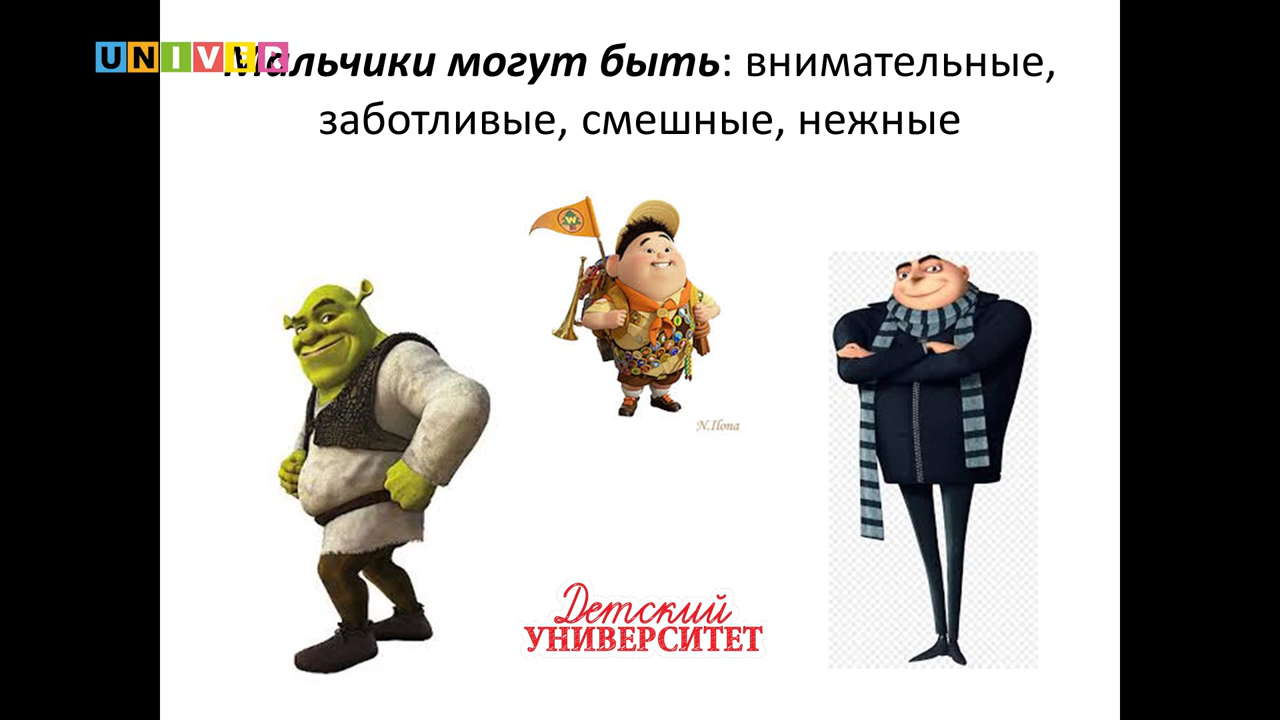 UNIVER
Мальчики могут быть: внимательные,
заботливые, смешные, нежные
W
N.Ilona
Детский
УНИВЕРСИТЕТ